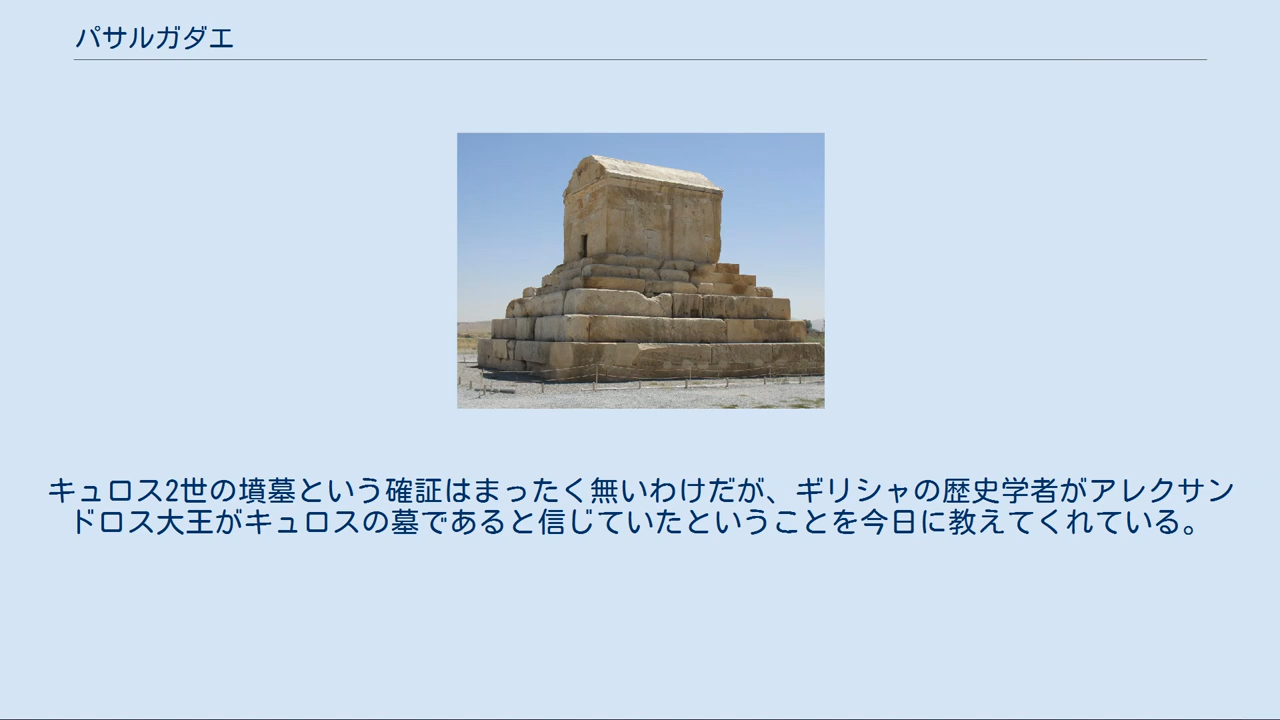 パサルガダエ
キュロス2世の墳墓という確証はまったく無いわけだが、ギリシャの歴史学者がアレクサン
ドロス大王がキュロスの墓であると信じていたということを今日に教えてくれている。